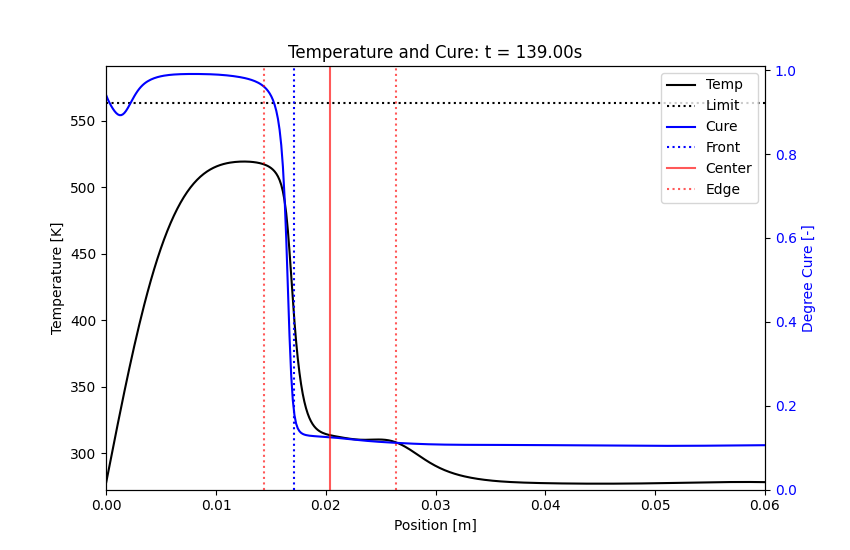 Temperature and Cure: t = 139.00s
Temperature [K]
550
500
450
400
350
300
1.0
0.8
0.6
0.4
0.2
0.0
Degree Cure [-]
Temp
Limit
Cure
Front
Center
Edge
0.00 0.01 0.02 0.03 0.04 0.05 0.06
Position [m]